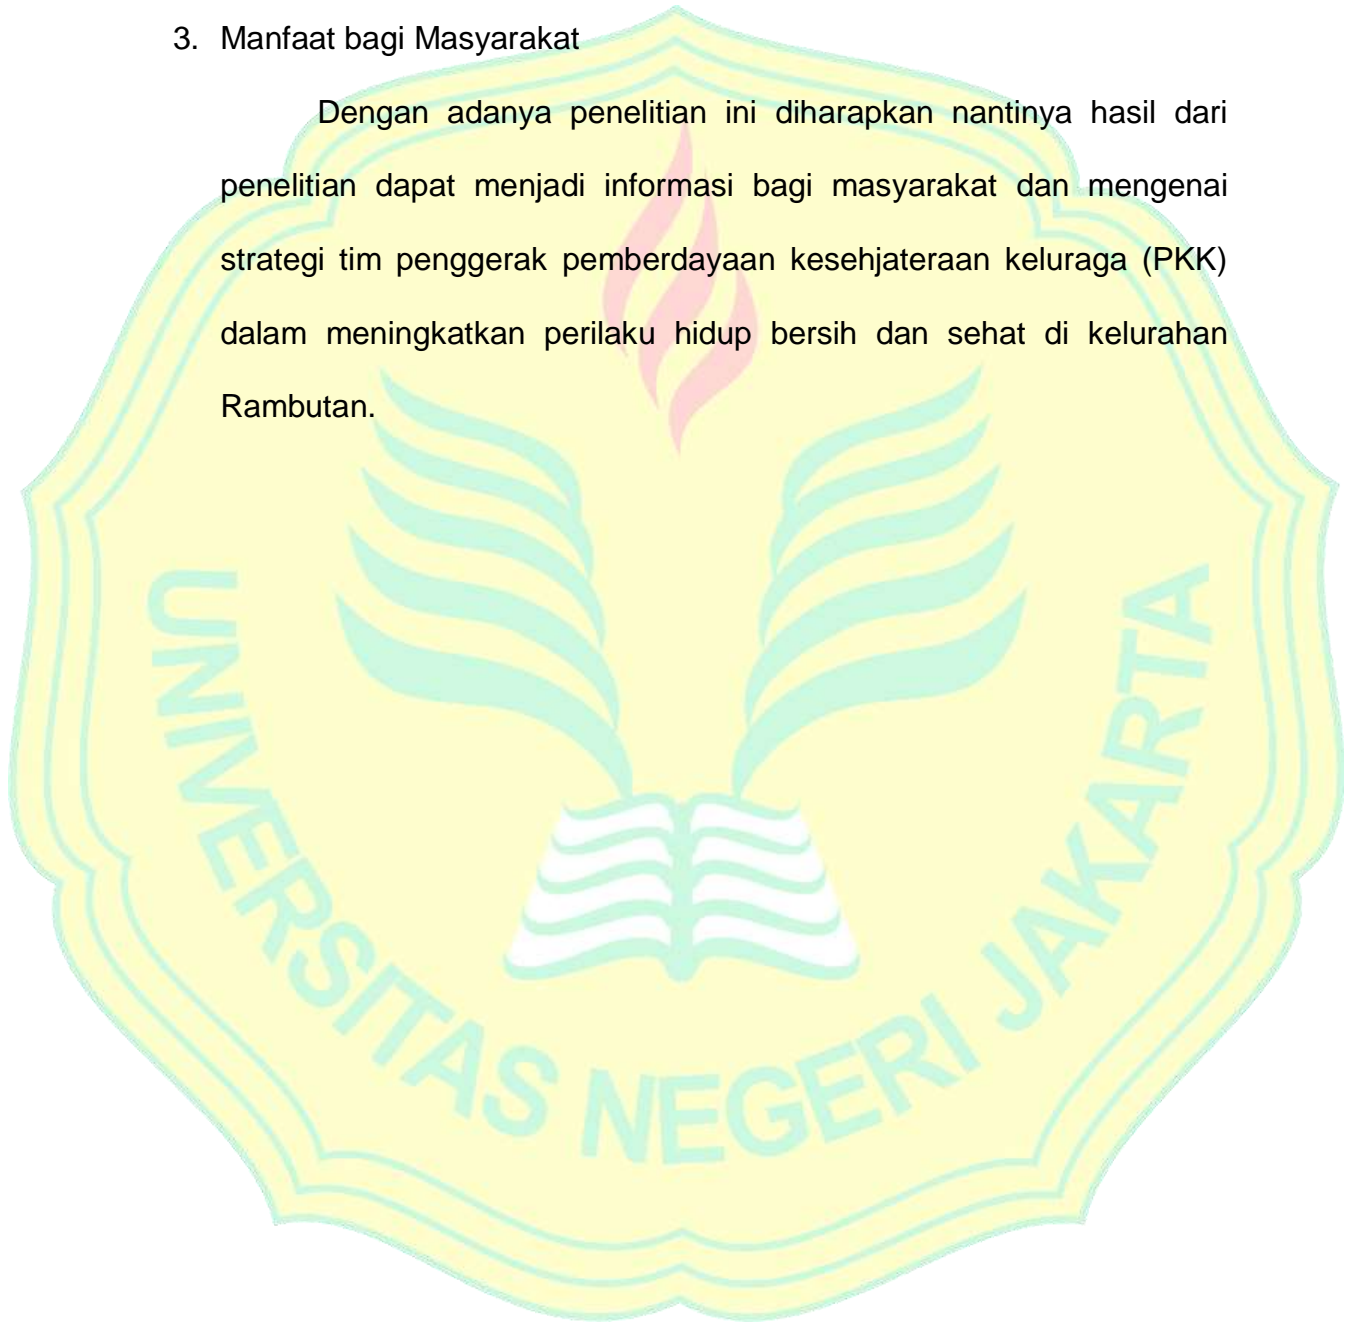 3. Manfaat bagi Masyarakat
Dengan adanya penelitian ini diharapkan nantinya hasil dari
penelitian dapat menjadi informasi bagi masyarakat dan mengenai
strategi tim penggerak pemberdayaan kesehjateraan keluraga (PKK)
dalam meningkatkan perilaku hidup bersih dan sehat di kelurahan
Rambutan.
UNIVERSITAS NEGERI JAKARTA